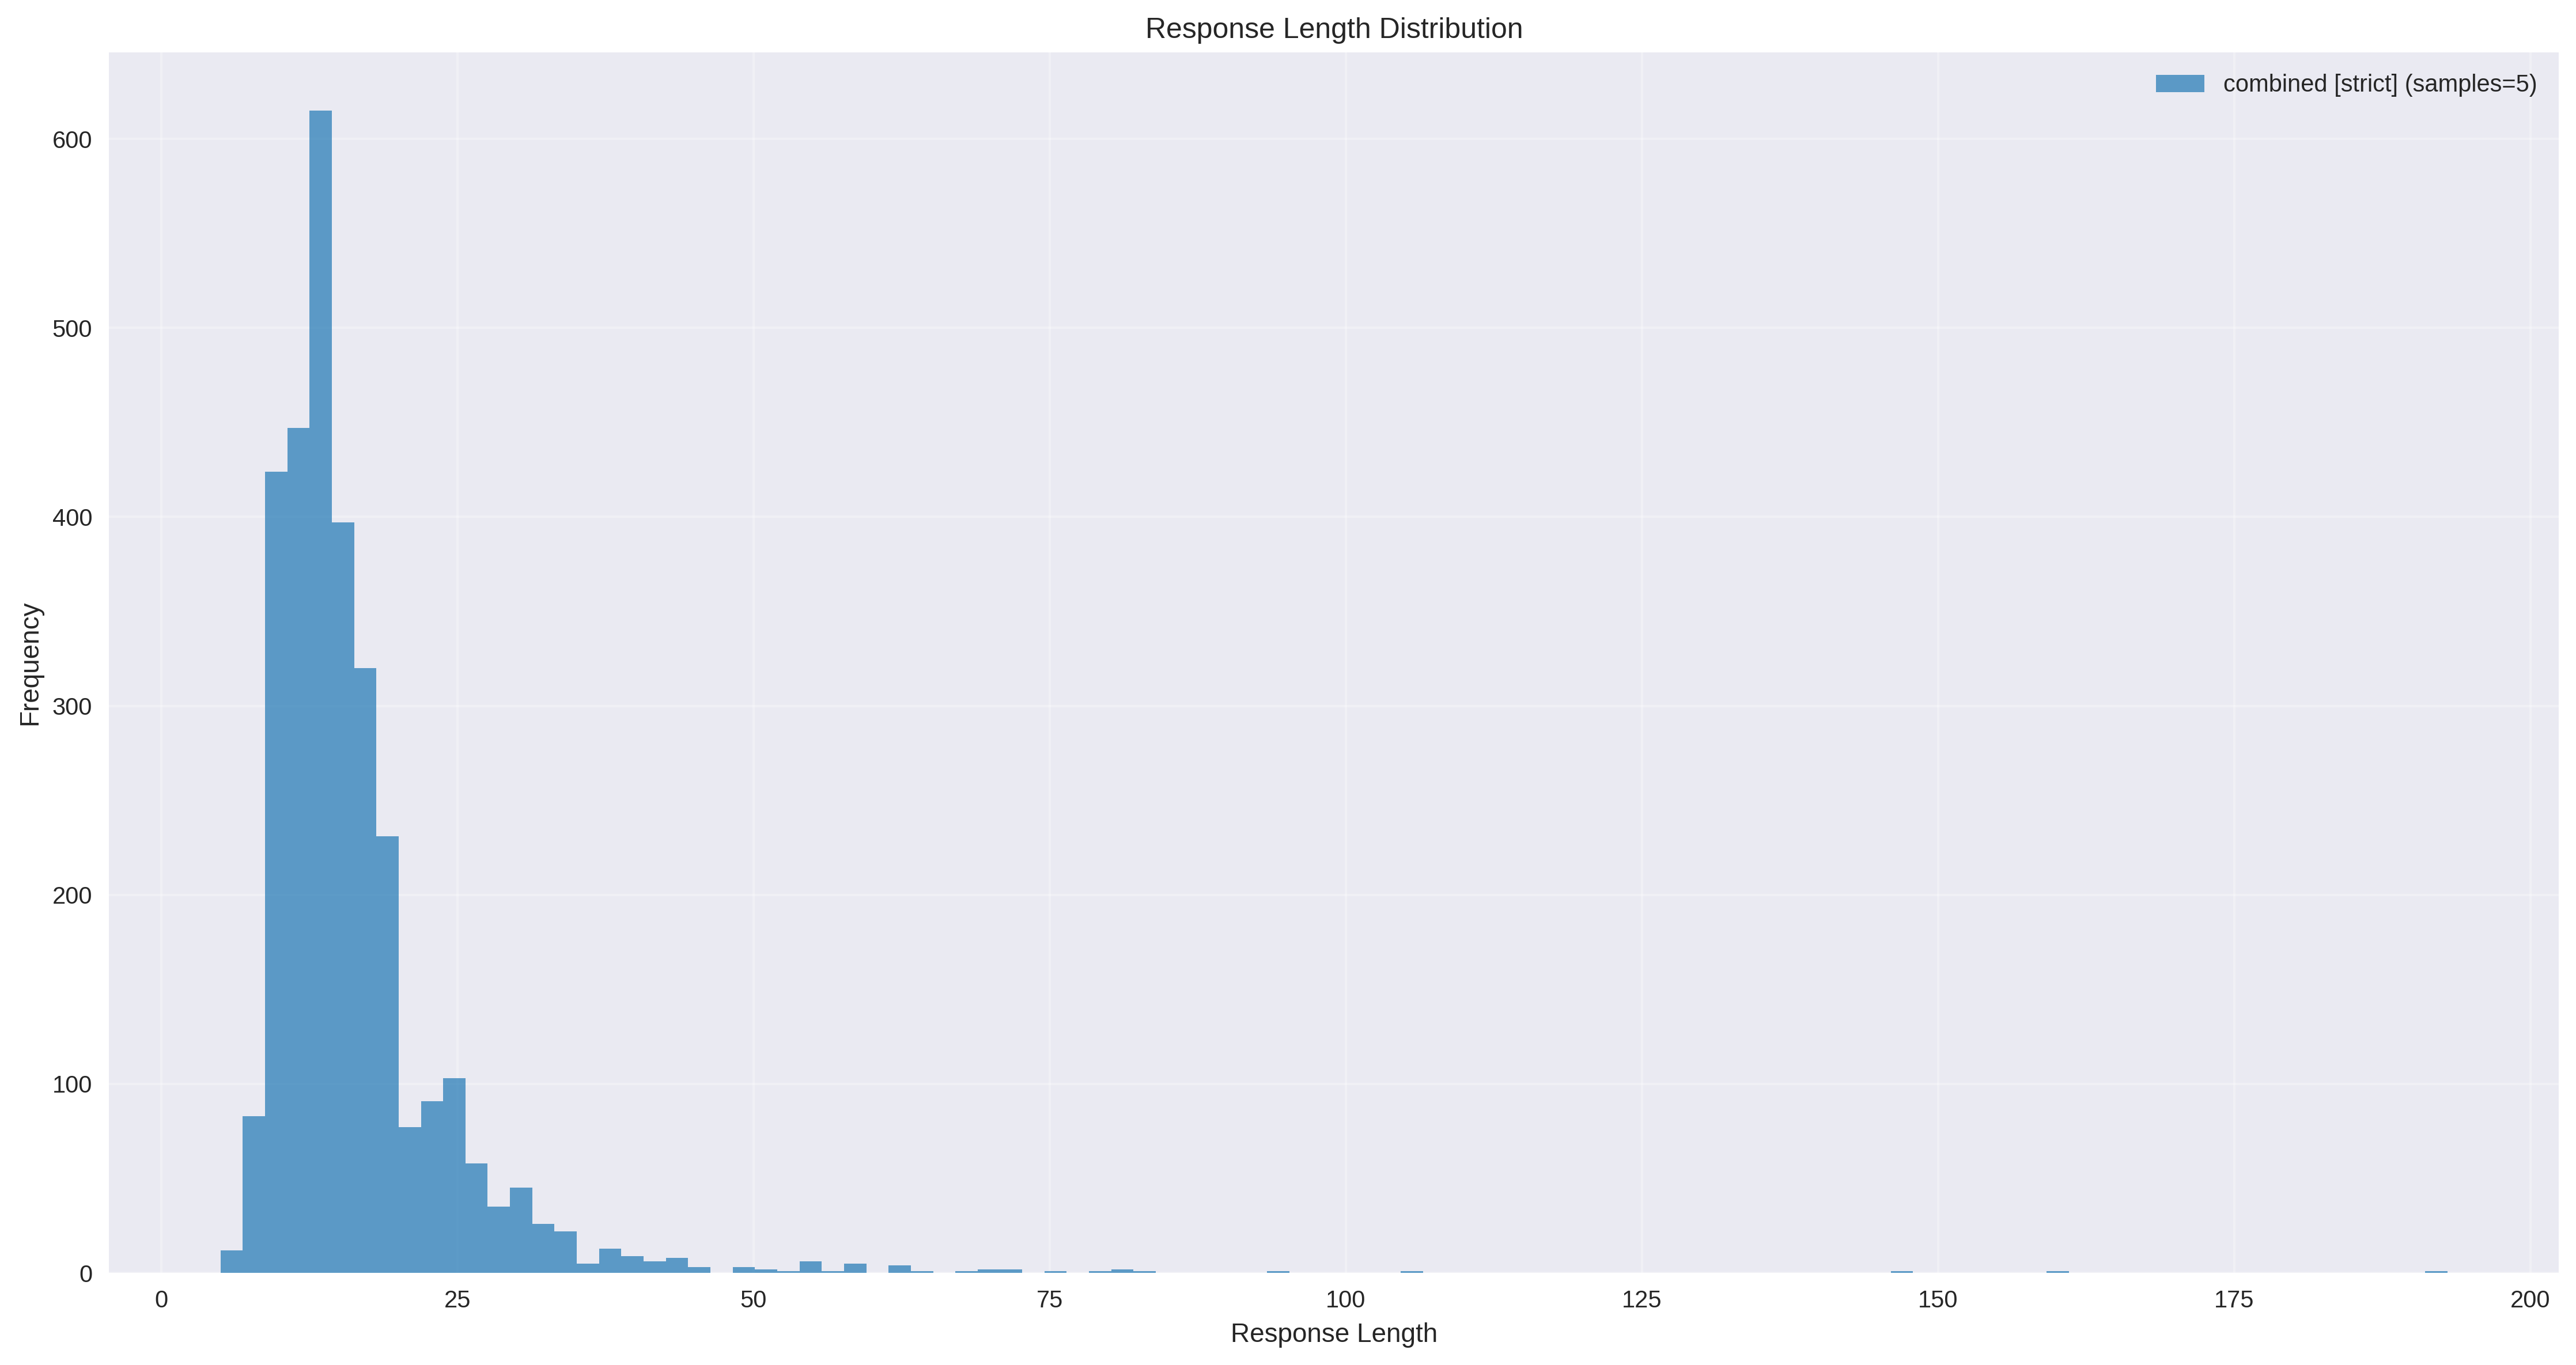 Response Length Distribution
combined [strict] (samples=5)
600
500
400
300
200
100
0
Frequency
0 25 50 75 100 125 150 175 200
Response Length